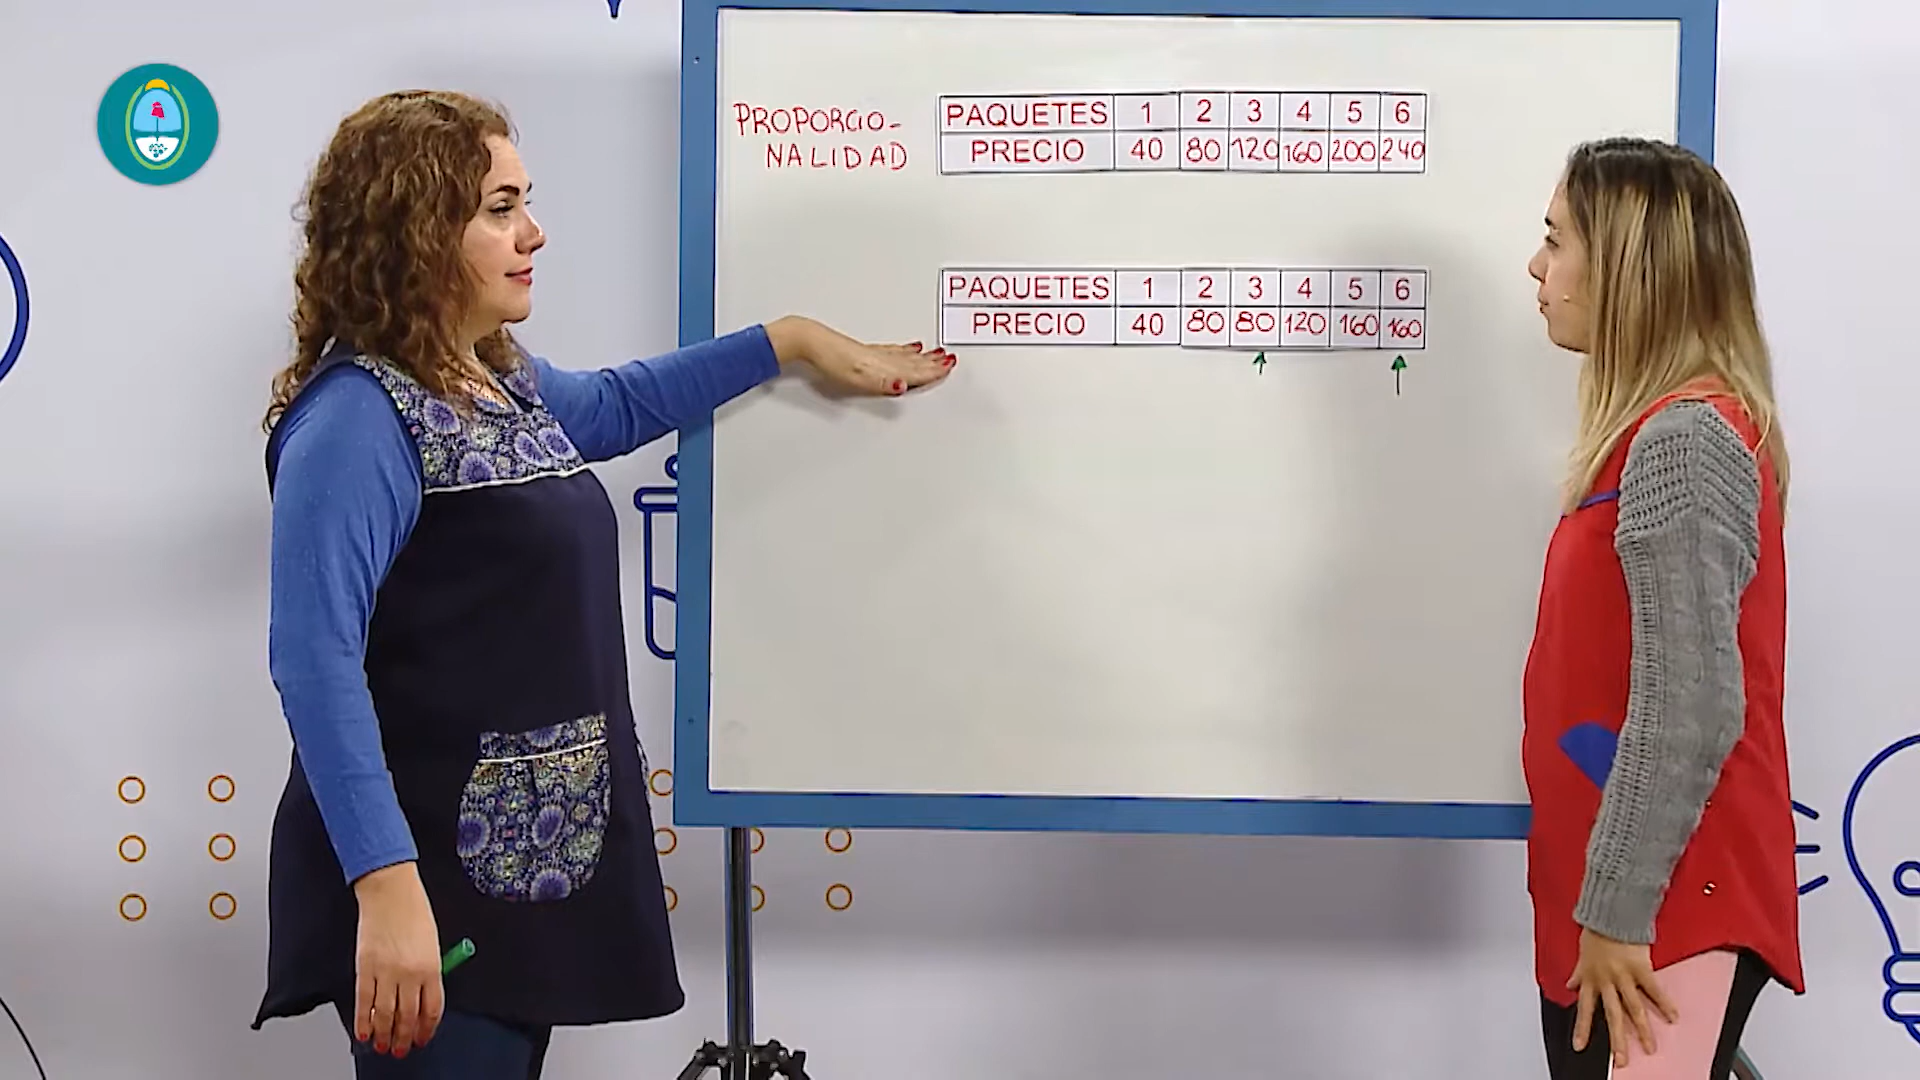 PROPORCIO-
NALIDAD
PAQUETES 1 2 3 4 5 6
PRECIO 40 80 120 160 200 240
PAQUETES 1 2 3 4 5 6
PRECIO 40 80 80 120 160 160